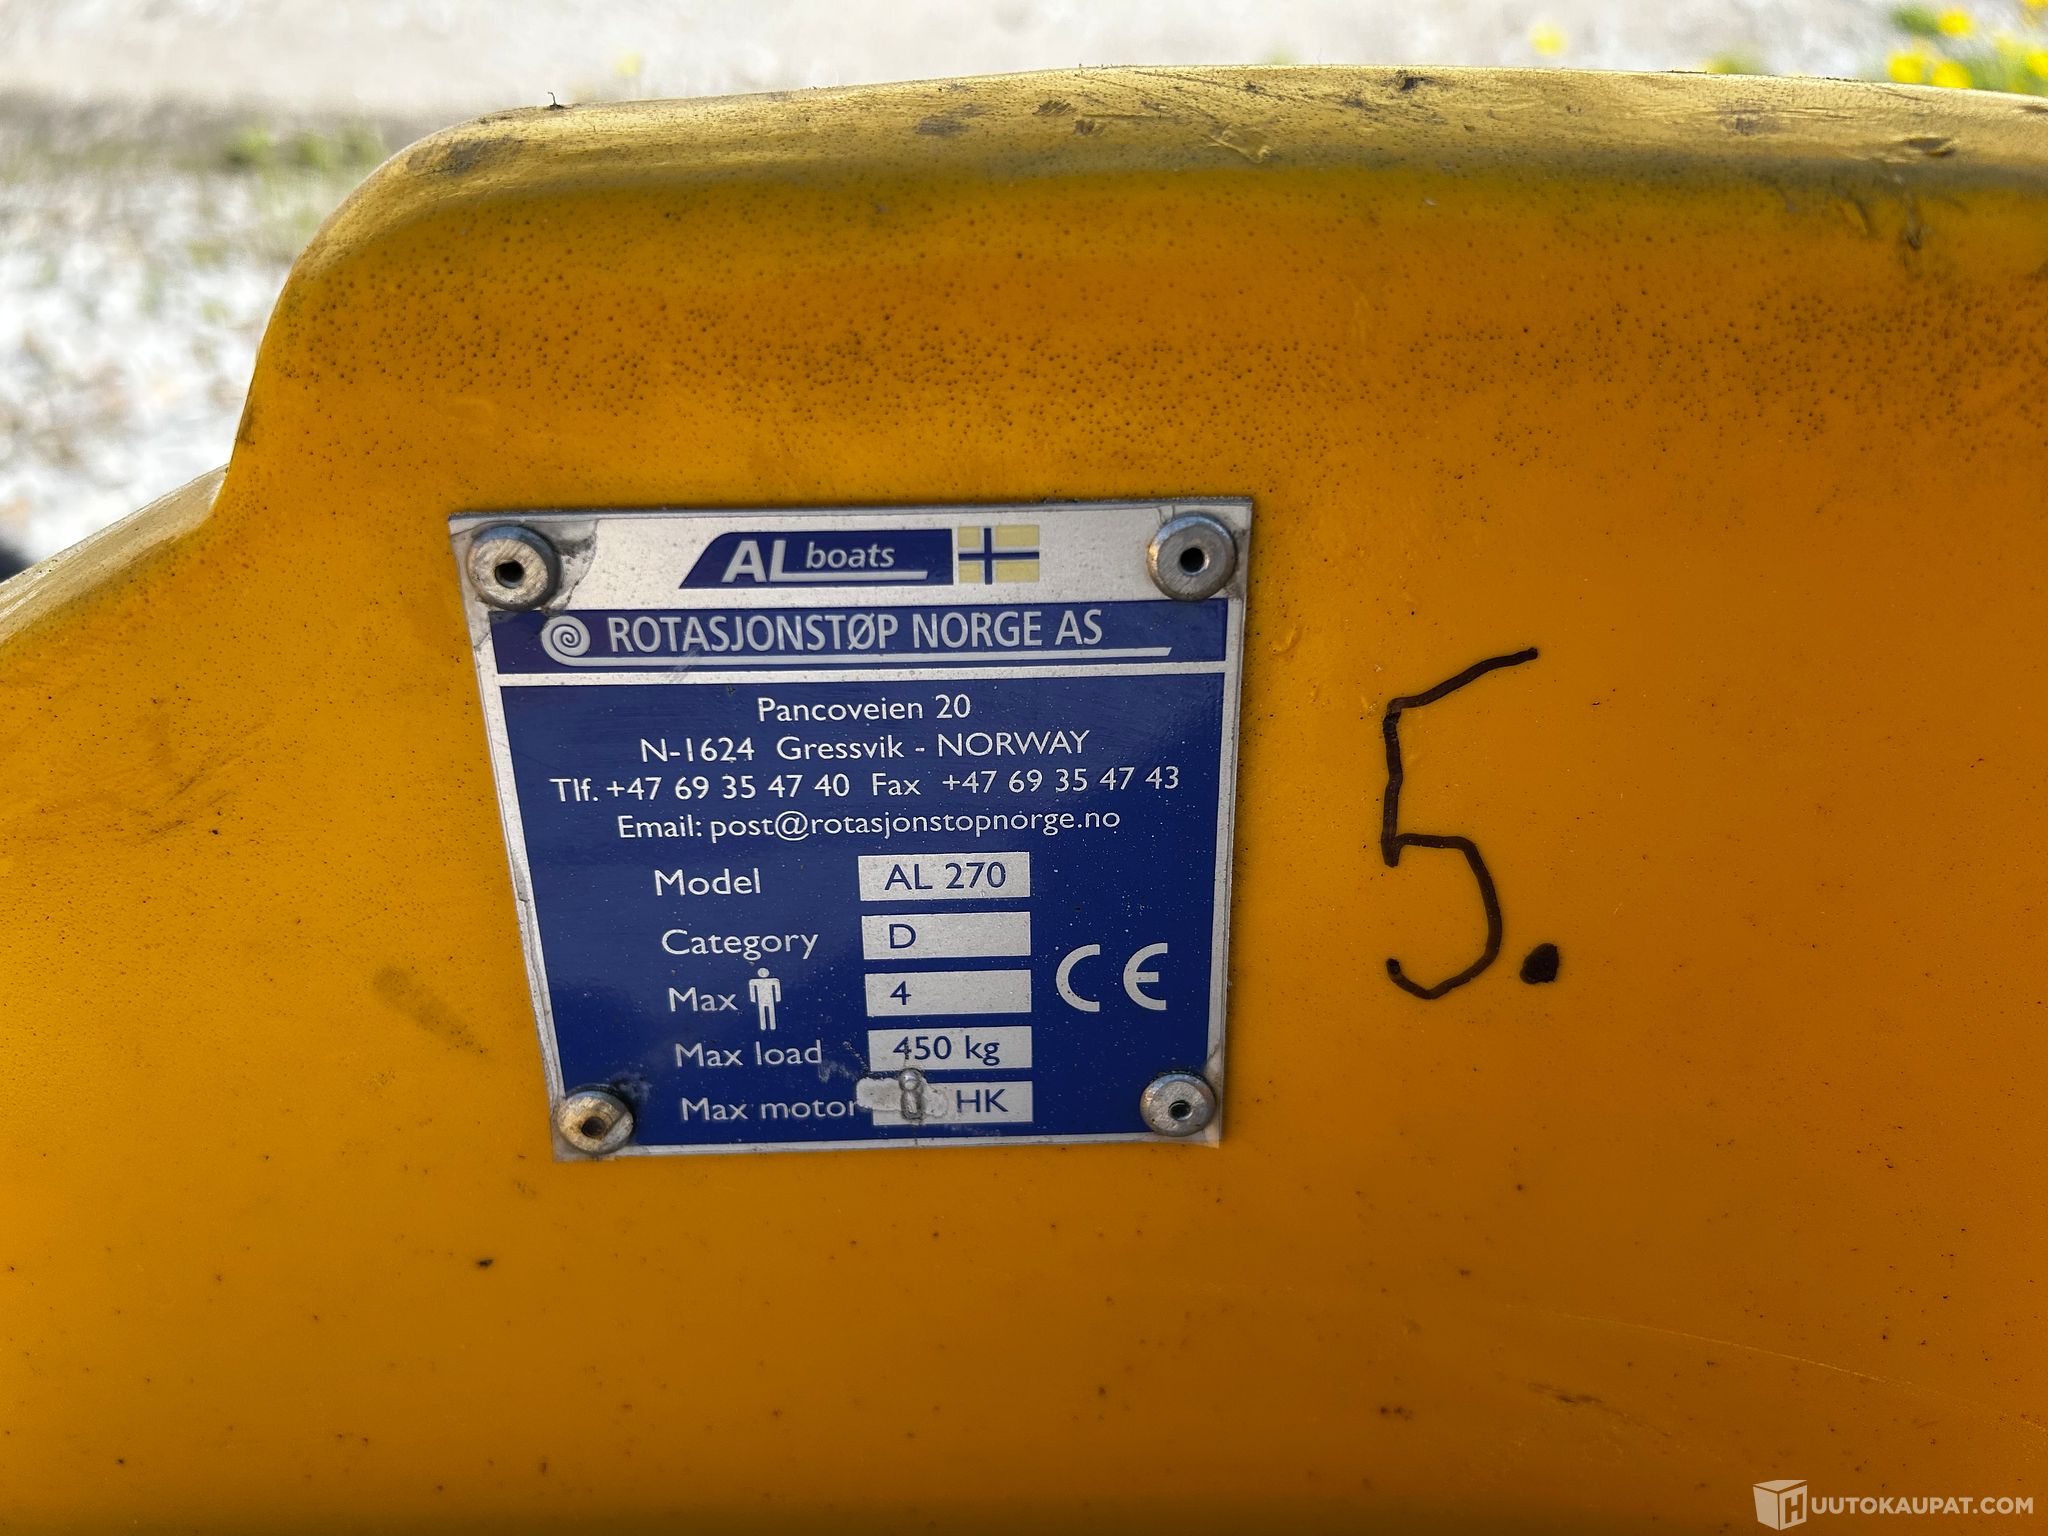 AL boats
ROTASJONSTØP NORGE AS
Pancoveien 20
N-1624 Gressvik - NORWAY
Tlf. +47 69 35 47 40 Fax +47 69 35 47 43
Email: post@rotasjonstopnorge.no
Model AL 270
Category D
Max 4
CE
Max load 450 kg
Max motor 8 HK
5.
HUUTOKAUPAT.COM